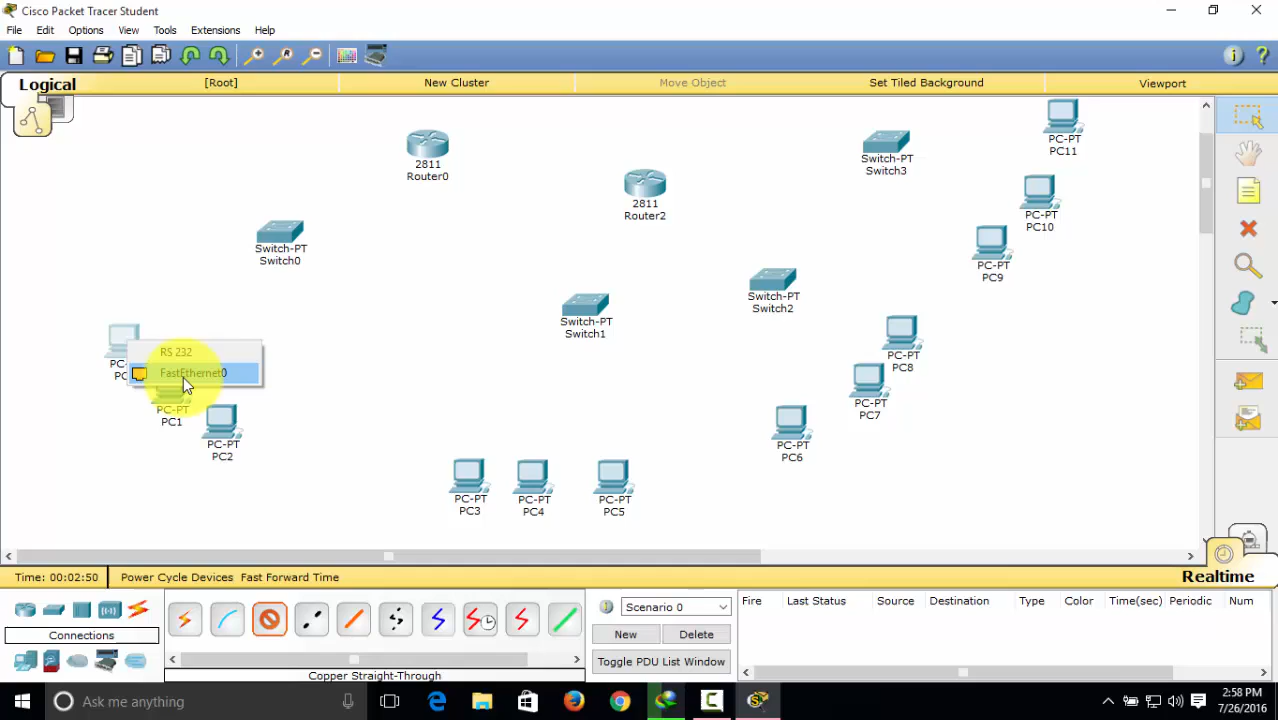 Cisco Packet Tracer Student
File Edit Options View Tools Extensions Help
Logical [Root] New Cluster Move Object Set Tiled Background Viewport
PC-PT
PC11
2811
Router0
Switch-PT
Switch3
2811
Router2
PC-PT
PC10
Switch-PT
Switch0
PC-PT
PC9
Switch-PT
Switch2
Switch-PT
Switch1
RS 232
FastEthernet0
PC-PT
PC8
PC-PT
PC1
PC-PT
PC7
PC-PT
PC2
PC-PT
PC6
PC-PT
PC3
PC-PT
PC4
PC-PT
PC5
Time: 00:02:50 Power Cycle Devices Fast Forward Time Realtime
Connections
Copper Straight-Through
Scenario 0
New Delete
Toggle PDU List Window
Fire Last Status Source Destination Type Color Time(sec) Periodic Num
Ask me anything
2:58 PM
7/26/2016